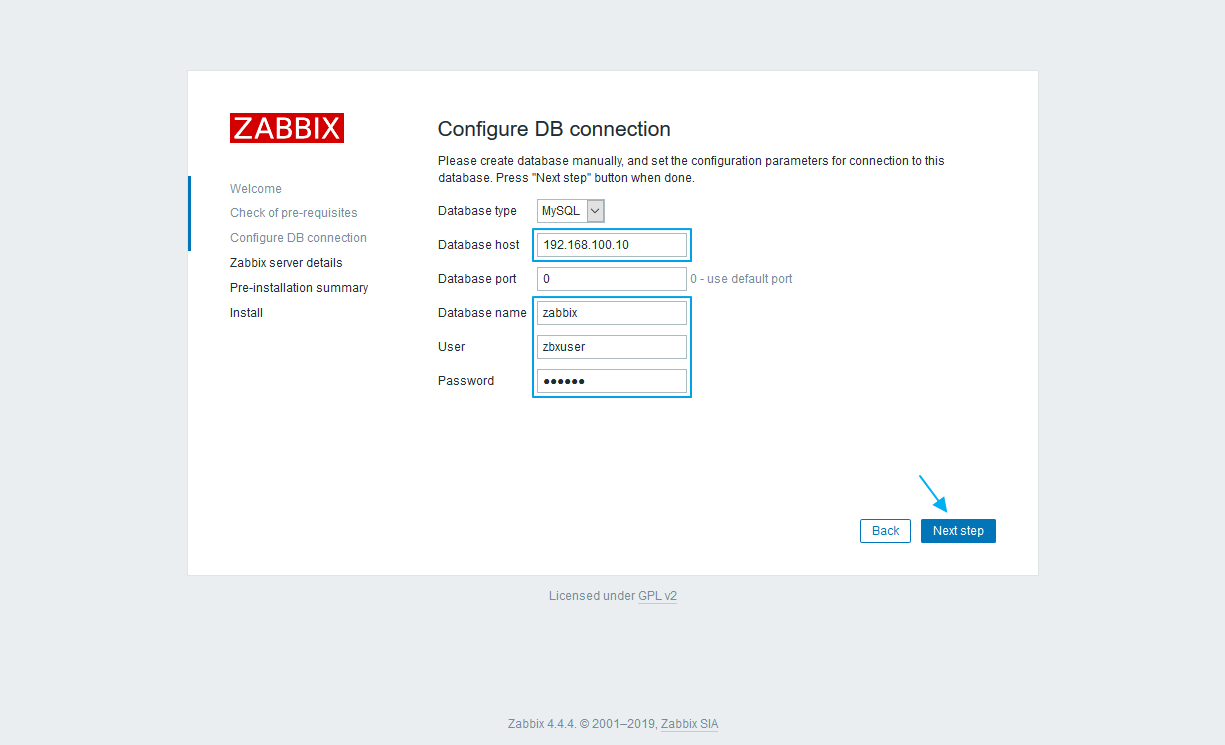 ZABBIX
Welcome
Check of pre-requisites
Configure DB connection
Zabbix server details
Pre-installation summary
Install
Configure DB connection
Please create database manually, and set the configuration parameters for connection to this
database. Press "Next step" button when done.
Database type MySQL
Database host 192.168.100.10
Database port 0 0 - use default port
Database name zabbix
User zbxuser
Password ●●●●●●
Back Next step
Licensed under GPL v2
Zabbix 4.4.4. © 2001–2019, Zabbix SIA